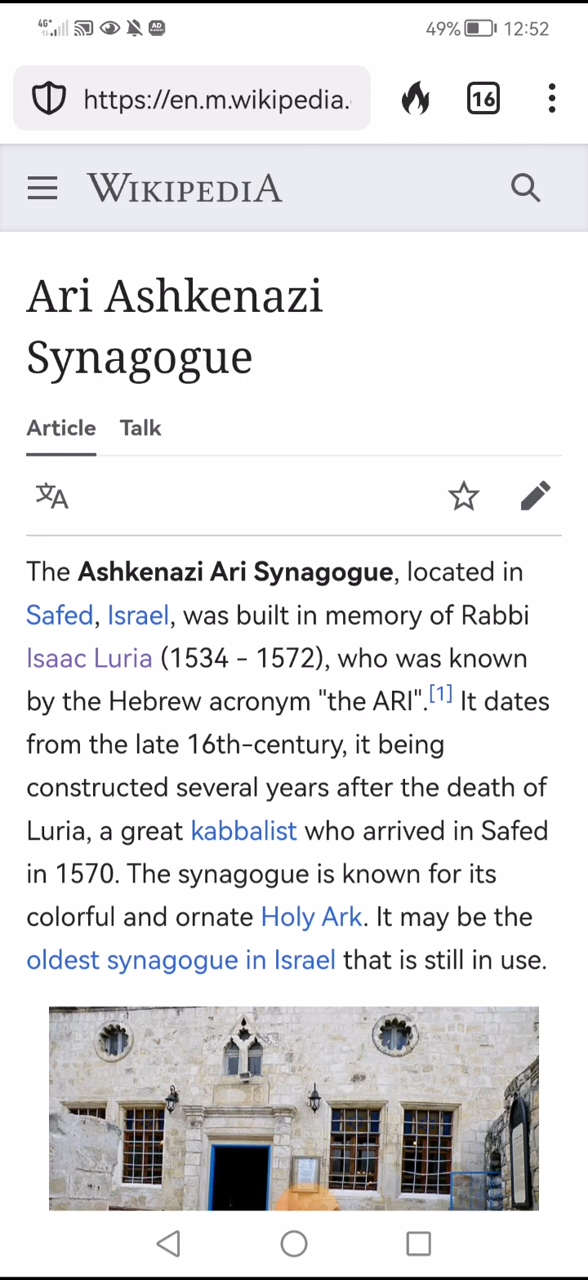 4G+ AD 49% 12:52
https://en.m.wikipedia. 16
WIKIPEDIA
Ari Ashkenazi
Synagogue
Article Talk
文A
The Ashkenazi Ari Synagogue, located in
Safed, Israel, was built in memory of Rabbi
Isaac Luria (1534 - 1572), who was known
by the Hebrew acronym "the ARI".[1] It dates
from the late 16th-century, it being
constructed several years after the death of
Luria, a great kabbalist who arrived in Safed
in 1570. The synagogue is known for its
colorful and ornate Holy Ark. It may be the
oldest synagogue in Israel that is still in use.